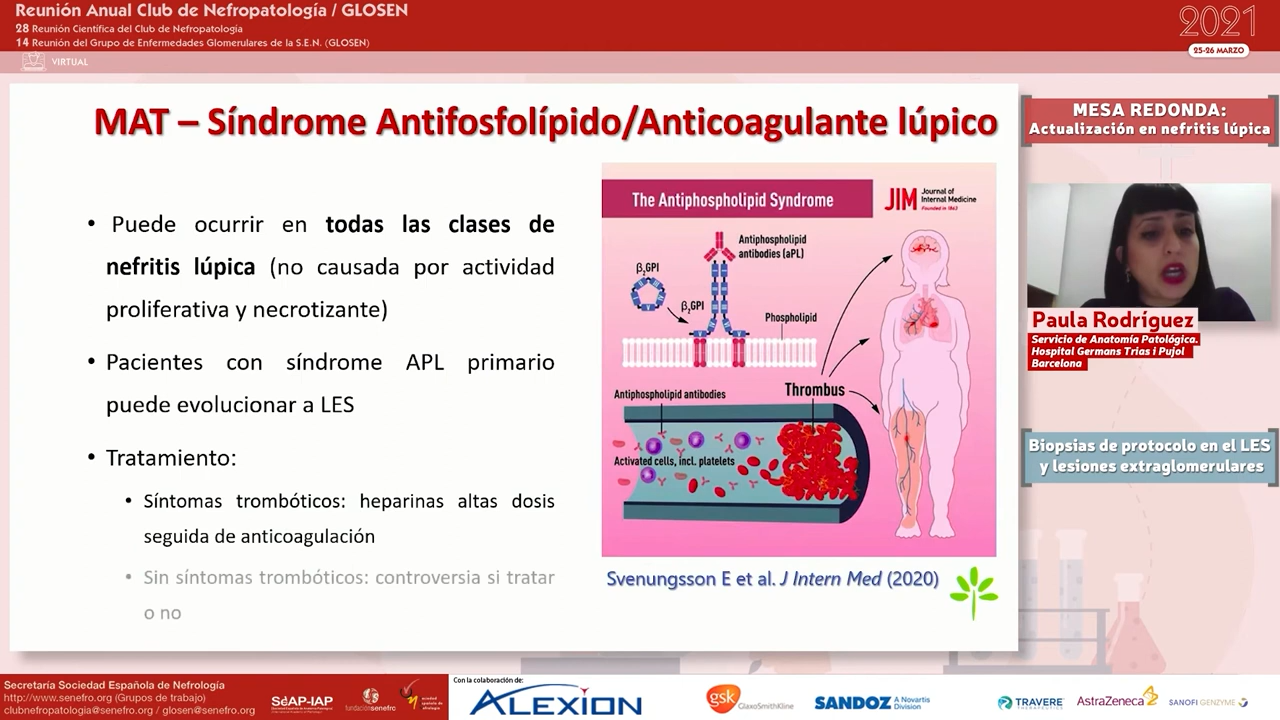 Reunión Anual Club de Nefropatología / GLOSEN
28 Reunión Científica del Club de Nefropatología
14 Reunión del Grupo de Enfermedades Glomerulares de la S.E.N. (GLOSEN)
VIRTUAL
2021
25-26 MARZO
MAT – Síndrome Antifosfolípido/Anticoagulante lúpico
• Puede ocurrir en todas las clases de
nefritis lúpica (no causada por actividad
proliferativa y necrotizante)
• Pacientes con síndrome APL primario
puede evolucionar a LES
• Tratamiento:
• Síntomas trombóticos: heparinas altas dosis
seguida de anticoagulación
• Sin síntomas trombóticos: controversia si tratar
o no
The Antiphospholipid Syndrome
JIM Journal of
Internal Medicine
Founded in 1863
Antiphospholipid
antibodies (aPL)
β₂GPI
β₂GPI
Phospholipid
Thrombus
Antiphospholipid antibodies
Activated cells, incl. platelets
Svenungsson E et al. J Intern Med (2020)
MESA REDONDA:
Actualización en nefritis lúpica
Paula Rodríguez
Servicio de Anatomía Patológica.
Hospital Germans Trias i Pujol
Barcelona
Biopsias de protocolo en el LES
y lesiones extraglomerulares
Secretaría Sociedad Española de Nefrología
http://www.senefro.org (Grupos de trabajo)
clubnefropatologia@senefro.org / glosen@senefro.org
SEAP-IAP
fundación senefro
Con la colaboración de:
ALEXION
gsk
GlaxoSmithKline
SANDOZ A Novartis
Division
TRAVERE
THERAPEUTICS
AstraZeneca
SANOFI GENZYME